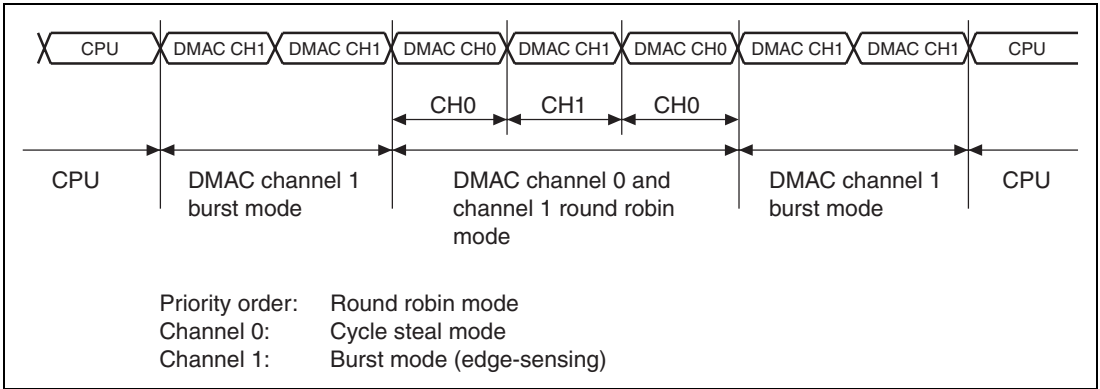 CPU DMAC CH1 DMAC CH1 DMAC CH0 DMAC CH1 DMAC CH0 DMAC CH1 DMAC CH1 CPU
CH0 CH1 CH0
CPU DMAC channel 1 DMAC channel 0 and DMAC channel 1 CPU
burst mode channel 1 round robin burst mode
mode
Priority order: Round robin mode
Channel 0: Cycle steal mode
Channel 1: Burst mode (edge-sensing)